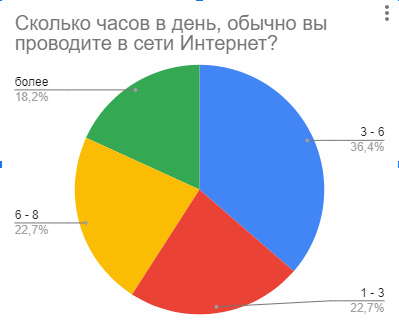 Сколько часов в день, обычно вы
проводите в сети Интернет?
более
18,2%
3 - 6
36,4%
6 - 8
22,7%
1 - 3
22,7%